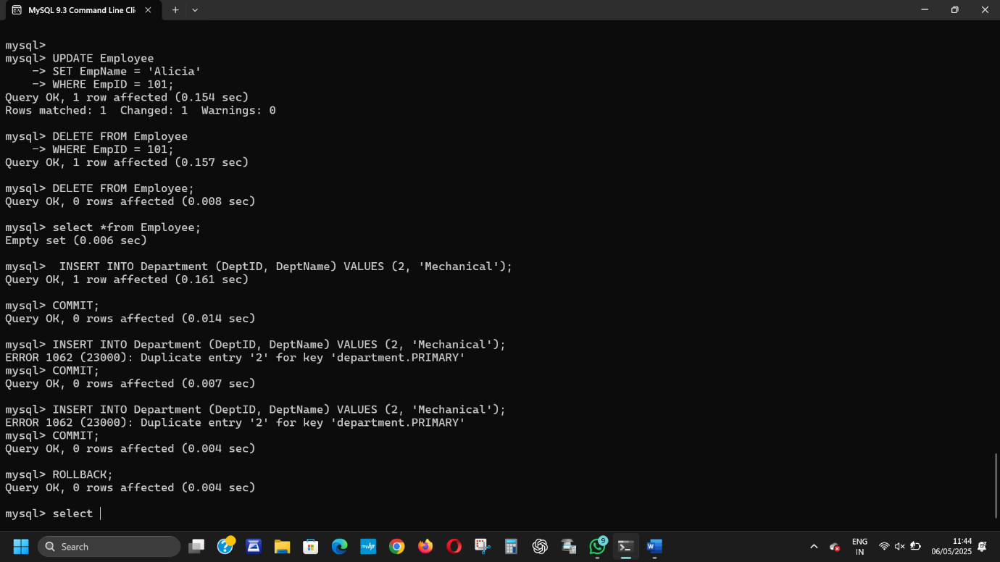 MySQL 9.3 Command Line Cli
mysql>
mysql> UPDATE Employee
    -> SET EmpName = 'Alicia'
    -> WHERE EmpID = 101;
Query OK, 1 row affected (0.154 sec)
Rows matched: 1  Changed: 1  Warnings: 0
mysql> DELETE FROM Employee
    -> WHERE EmpID = 101;
Query OK, 1 row affected (0.157 sec)
mysql> DELETE FROM Employee;
Query OK, 0 rows affected (0.008 sec)
mysql> select *from Employee;
Empty set (0.006 sec)
mysql>  INSERT INTO Department (DeptID, DeptName) VALUES (2, 'Mechanical');
Query OK, 1 row affected (0.161 sec)
mysql> COMMIT;
Query OK, 0 rows affected (0.014 sec)
mysql> INSERT INTO Department (DeptID, DeptName) VALUES (2, 'Mechanical');
ERROR 1062 (23000): Duplicate entry '2' for key 'department.PRIMARY'
mysql> COMMIT;
Query OK, 0 rows affected (0.007 sec)
mysql> INSERT INTO Department (DeptID, DeptName) VALUES (2, 'Mechanical');
ERROR 1062 (23000): Duplicate entry '2' for key 'department.PRIMARY'
mysql> COMMIT;
Query OK, 0 rows affected (0.004 sec)
mysql> ROLLBACK;
Query OK, 0 rows affected (0.004 sec)
mysql> select
Search
myhp
9
W
ENG
IN
11:44
06/05/2025